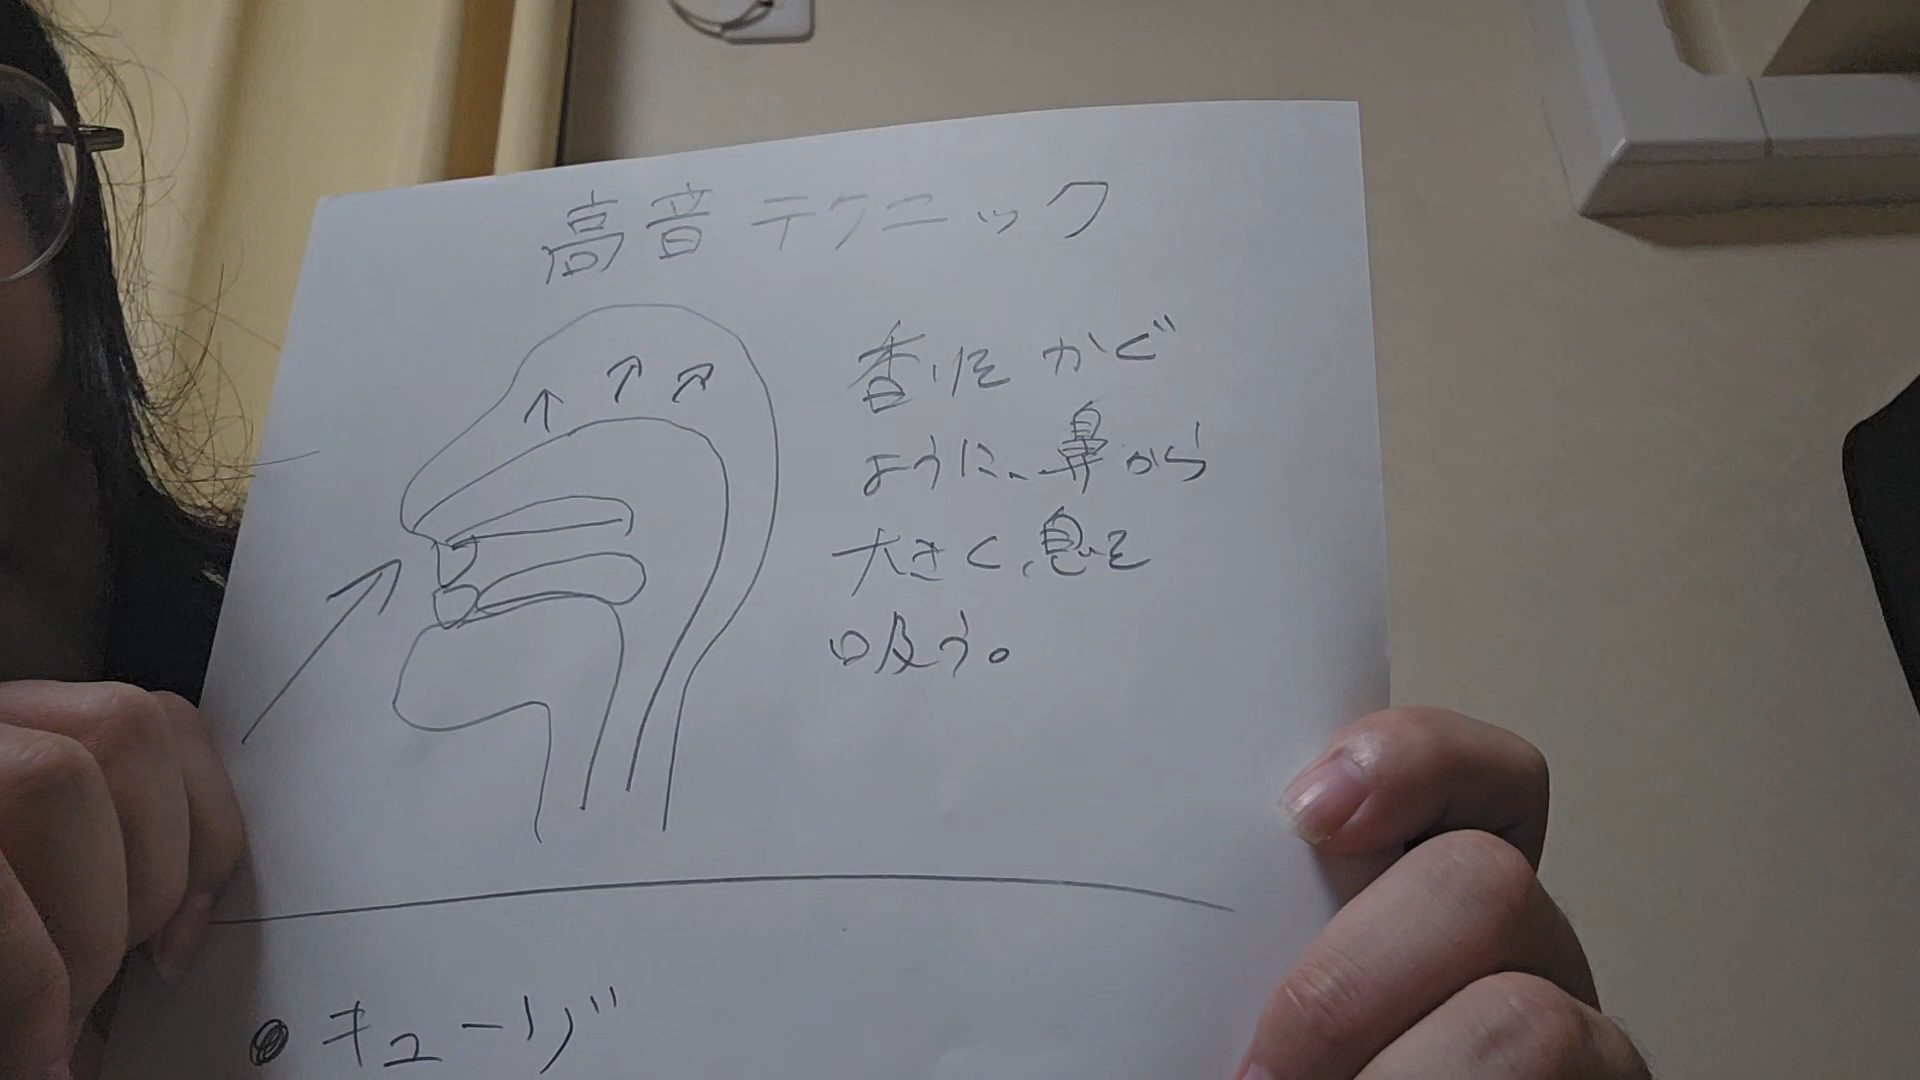 高音テクニック
香りをかぐ
ように、鼻から
大きく、息を
吸う。
● キューゾ